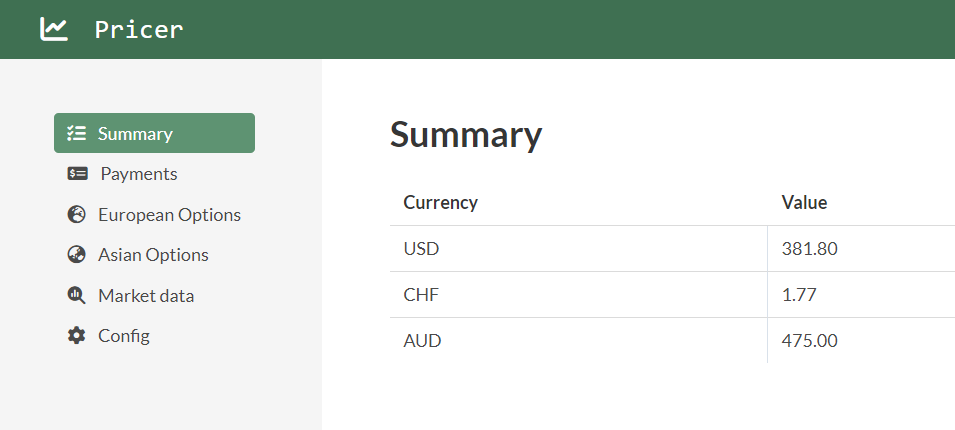 Pricer
Summary
Payments
European Options
Asian Options
Market data
Config
Summary
Currency Value
USD 381.80
CHF 1.77
AUD 475.00